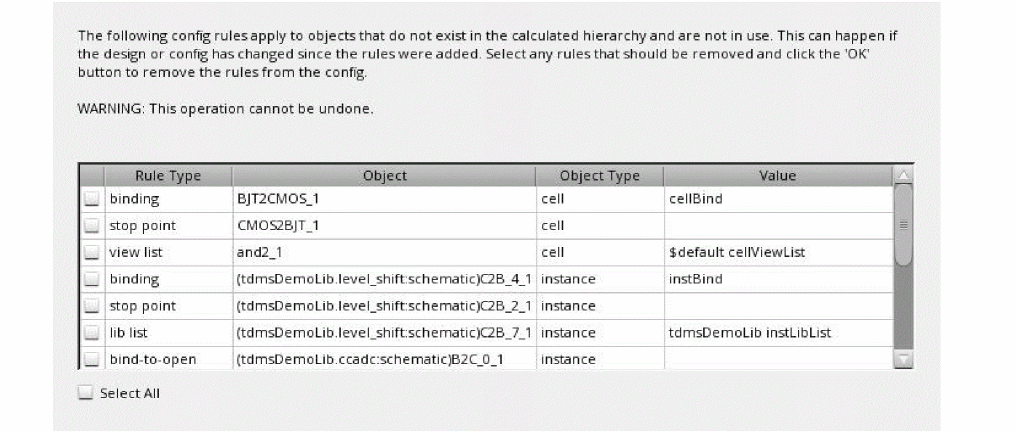 The following config rules apply to objects that do not exist in the calculated hierarchy and are not in use. This can happen if
the design or config has changed since the rules were added. Select any rules that should be removed and click the 'OK'
button to remove the rules from the config.
WARNING: This operation cannot be undone.
Rule Type Object Object Type Value
binding BJT2CMOS_1 cell cellBind
stop point CMOS2BJT_1 cell
view list and2_1 cell $default cellViewList
binding (tdmsDemoLib.level_shift:schematic)C2B_4_1 instance instBind
stop point (tdmsDemoLib.level_shift:schematic)C2B_2_1 instance
lib list (tdmsDemoLib.level_shift:schematic)C2B_7_1 instance tdmsDemoLib instLibList
bind-to-open (tdmsDemoLib.ccadc:schematic)B2C_0_1 instance
Select All